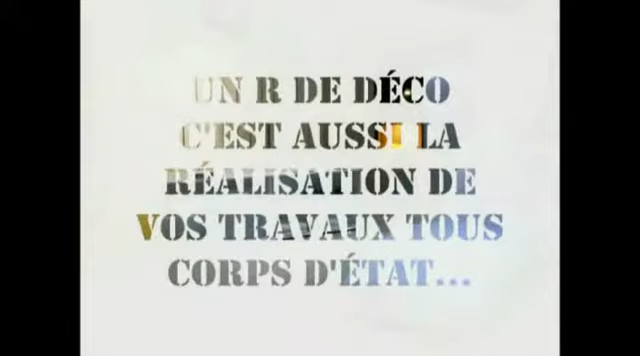 UN R DE DÉCO
C'EST AUSSI LA
RÉALISATION DE
VOS TRAVAUX TOUS
CORPS D'ÉTAT...